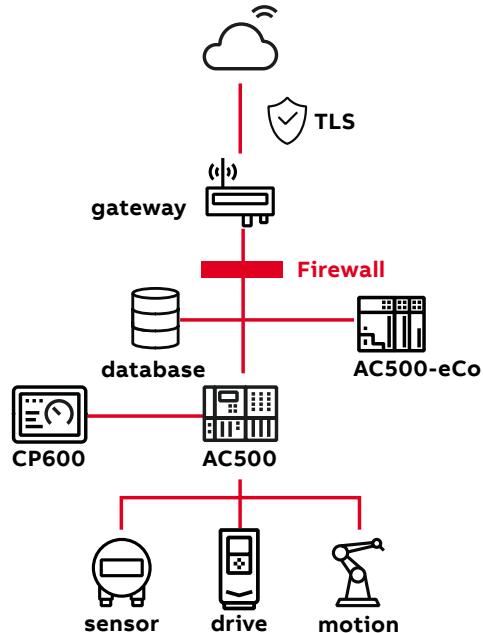 TLS
gateway
Firewall
database
AC500-eCo
CP600
AC500
sensor
drive
motion